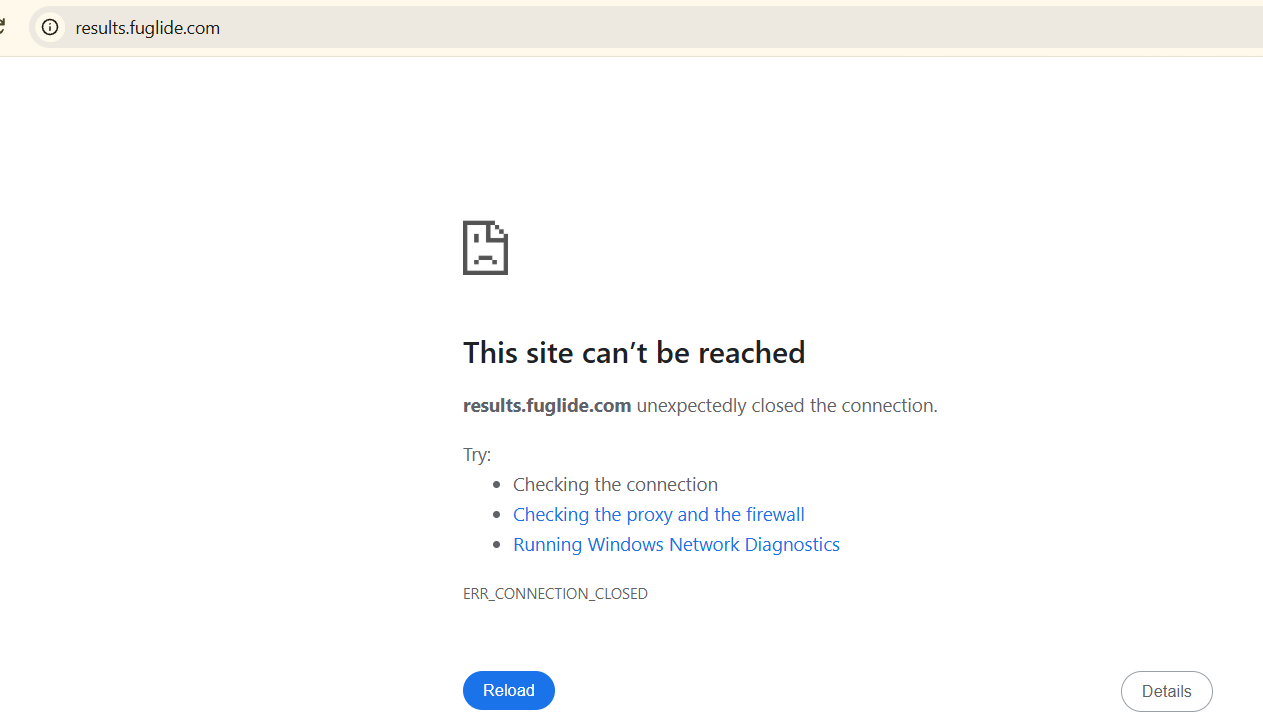 results.fuglide.com
This site can’t be reached
results.fuglide.com unexpectedly closed the connection.
Try:
Checking the connection
Checking the proxy and the firewall
Running Windows Network Diagnostics
ERR_CONNECTION_CLOSED
Reload
Details